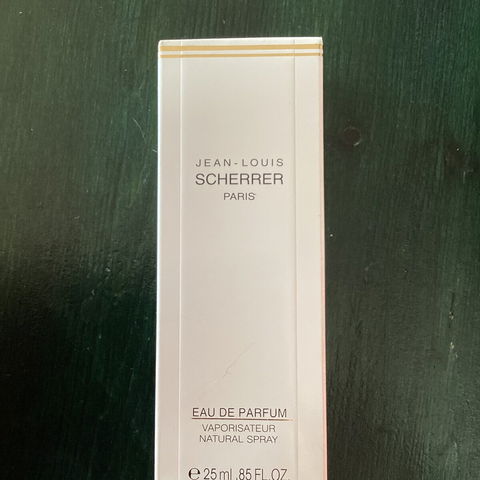 JEAN-LOUIS
SCHERRER
PARIS
EAU DE PARFUM
VAPORISATEUR
NATURAL SPRAY
℮ 25 ml .85 FL.OZ.